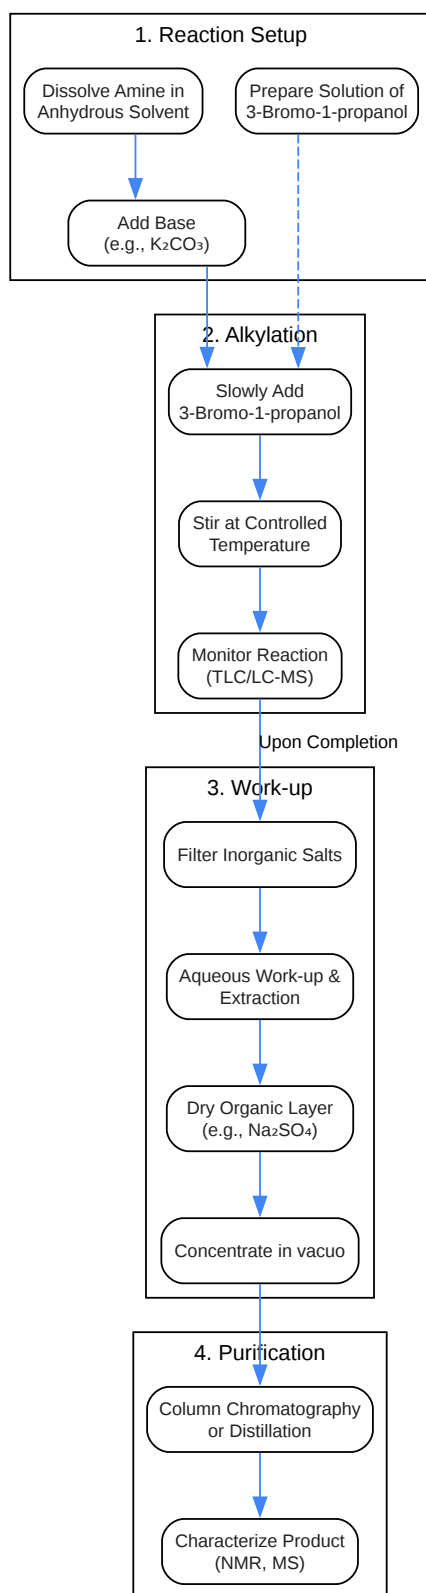 1. Reaction Setup
Dissolve Amine in
Anhydrous Solvent
Prepare Solution of
3-Bromo-1-propanol
Add Base
(e.g., K₂CO₃)
2. Alkylation
Slowly Add
3-Bromo-1-propanol
Stir at Controlled
Temperature
Monitor Reaction
(TLC/LC-MS)
Upon Completion
3. Work-up
Filter Inorganic Salts
Aqueous Work-up &
Extraction
Dry Organic Layer
(e.g., Na₂SO₄)
Concentrate in vacuo
4. Purification
Column Chromatography
or Distillation
Characterize Product
(NMR, MS)